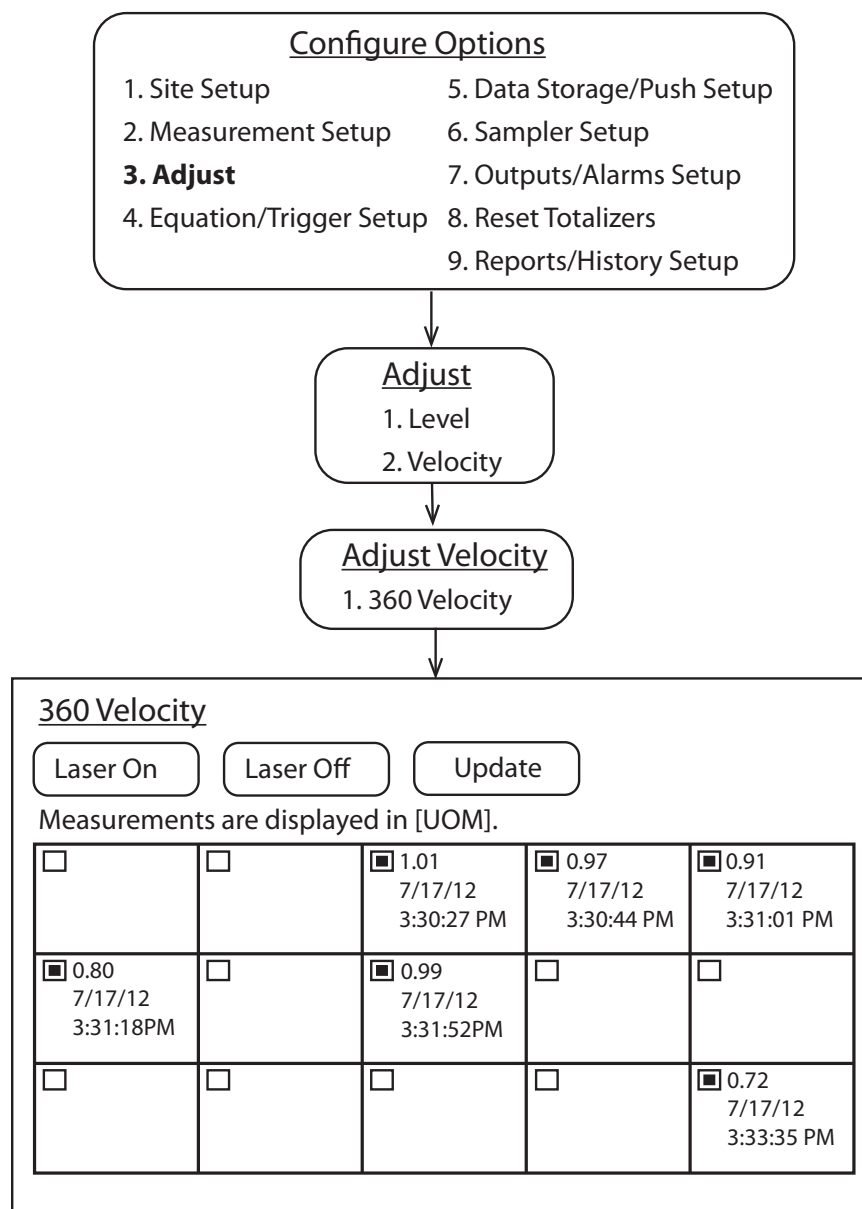 Configure Options
1. Site Setup
2. Measurement Setup
3. Adjust
4. Equation/Trigger Setup
5. Data Storage/Push Setup
6. Sampler Setup
7. Outputs/Alarms Setup
8. Reset Totalizers
9. Reports/History Setup
Adjust
1. Level
2. Velocity
Adjust Velocity
1. 360 Velocity
360 Velocity
Laser On
Laser Off
Update
Measurements are displayed in [UOM].
1.01
7/17/12
3:30:27 PM
0.97
7/17/12
3:30:44 PM
0.91
7/17/12
3:31:01 PM
0.80
7/17/12
3:31:18PM
0.99
7/17/12
3:31:52PM
0.72
7/17/12
3:33:35 PM